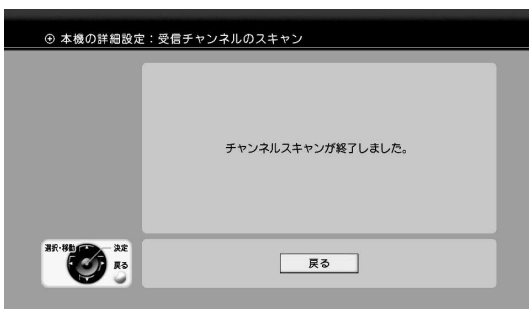 本機の詳細設定：受信チャンネルのスキャン
チャンネルスキャンが終了しました。
選択・移動 決定
戻る
戻る